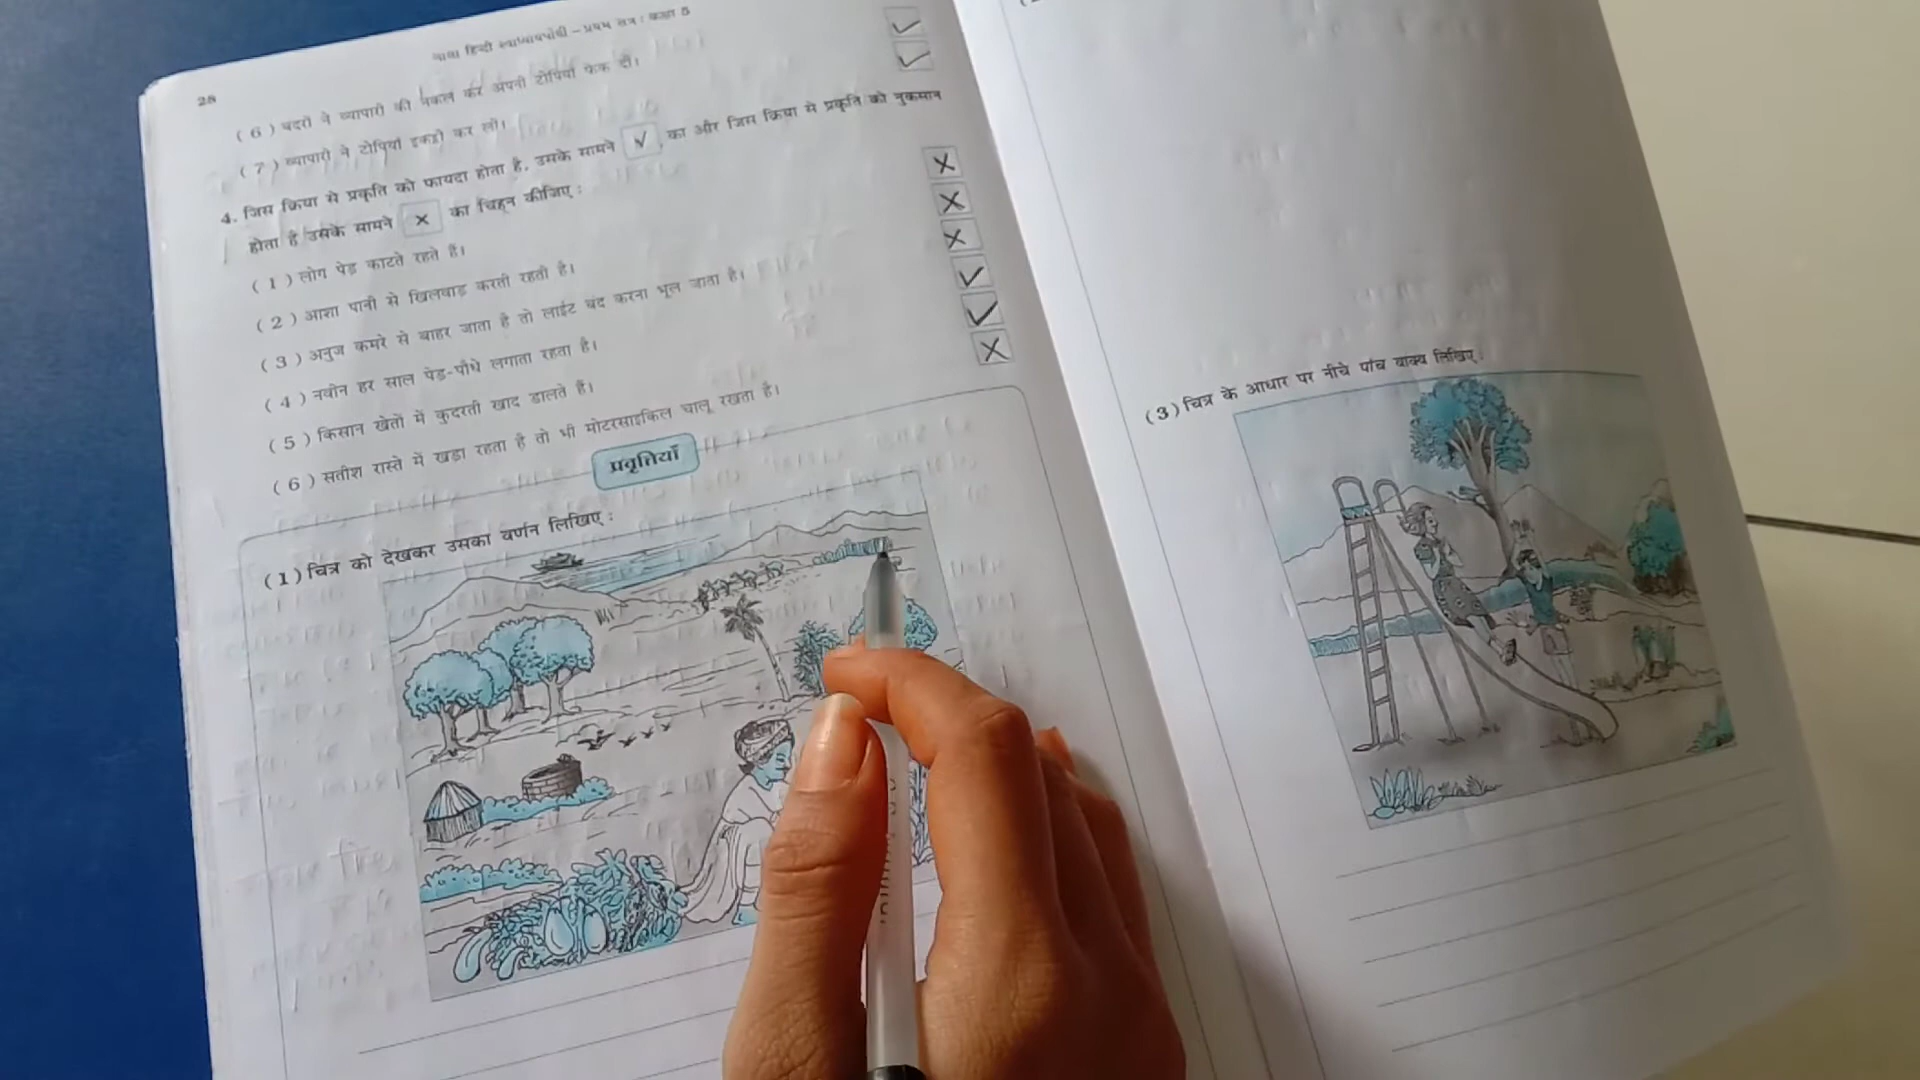 28
बाबा हिन्दी स्वाध्यायपोथी – प्रथम सत्र : कक्षा 5
( 6 ) बंदरों ने व्यापारी की नकल कर अपनी टोपियाँ फेंक दीं।
( 7 ) व्यापारी ने टोपियाँ इकट्ठी कर लीं।
4. जिस क्रिया से प्रकृति को फायदा होता है, उसके सामने ✓ का और जिस क्रिया से प्रकृति को नुकसान
होता है उसके सामने × का चिह्न कीजिए :
( 1 ) लोग पेड़ काटते रहते हैं।
( 2 ) आशा पानी से खिलवाड़ करती रहती है।
( 3 ) अनुज कमरे से बाहर जाता है तो लाईट बंद करना भूल जाता है।
( 4 ) नवीन हर साल पेड़-पौधे लगाता रहता है।
( 5 ) किसान खेतों में कुदरती खाद डालते हैं।
( 6 ) सतीश रास्ते में खड़ा रहता है तो भी मोटरसाइकिल चालू रखता है।
प्रवृत्तियाँ
(1) चित्र को देखकर उसका वर्णन लिखिए :
(3) चित्र के आधार पर नीचे पांच वाक्य लिखिए :